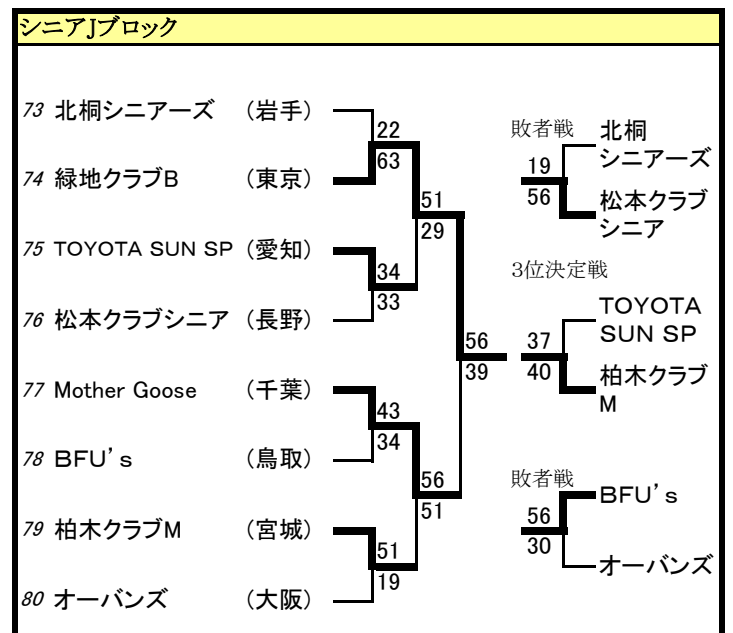 シニアJブロック
73 北桐シニアーズ （岩手）
74 緑地クラブB （東京）
75 TOYOTA SUN SP （愛知）
76 松本クラブシニア （長野）
77 Mother Goose （千葉）
78 BFU's （鳥取）
79 柏木クラブM （宮城）
80 オーバンズ （大阪）
22
63
34
33
43
34
51
19
51
29
56
51
56
39
敗者戦
北桐
シニアーズ
19
56
松本クラブ
シニア
3位決定戦
TOYOTA
SUN SP
37
40
柏木クラブ
M
敗者戦
BFU's
56
30
オーバンズ